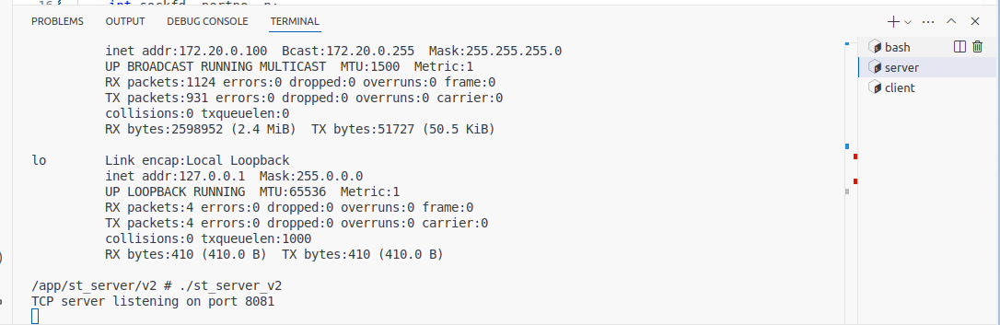 int sockfd, portno, n;
PROBLEMS OUTPUT DEBUG CONSOLE TERMINAL
inet addr:172.20.0.100  Bcast:172.20.0.255  Mask:255.255.255.0
UP BROADCAST RUNNING MULTICAST  MTU:1500  Metric:1
RX packets:1124 errors:0 dropped:0 overruns:0 frame:0
TX packets:931 errors:0 dropped:0 overruns:0 carrier:0
collisions:0 txqueuelen:0
RX bytes:2598952 (2.4 MiB)  TX bytes:51727 (50.5 KiB)
lo        Link encap:Local Loopback
inet addr:127.0.0.1  Mask:255.0.0.0
UP LOOPBACK RUNNING  MTU:65536  Metric:1
RX packets:4 errors:0 dropped:0 overruns:0 frame:0
TX packets:4 errors:0 dropped:0 overruns:0 carrier:0
collisions:0 txqueuelen:1000
RX bytes:410 (410.0 B)  TX bytes:410 (410.0 B)
/app/st_server/v2 # ./st_server_v2
TCP server listening on port 8081
bash
server
client